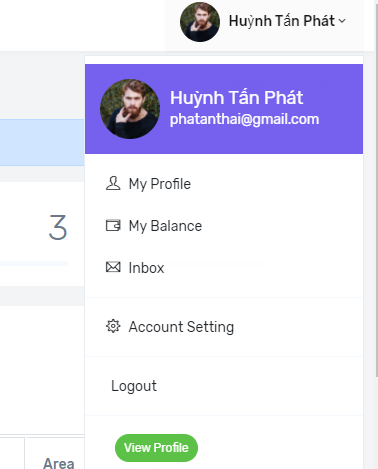 Huỳnh Tấn Phát
Huỳnh Tấn Phát
phatanthai@gmail.com
My Profile
3
My Balance
Inbox
Account Setting
Logout
View Profile
Area